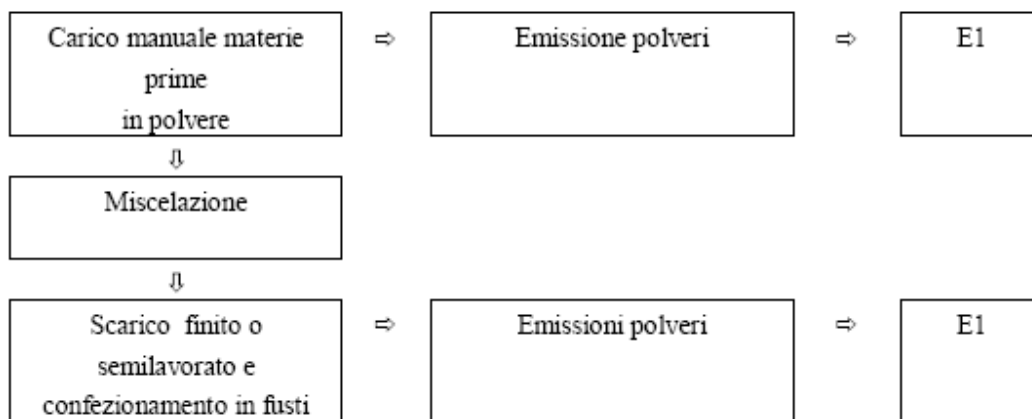 Carico manuale materie
prime
in polvere
⇨
Emissione polveri
⇨
E1
⇩
Miscelazione
⇩
Scarico finito o
semilavorato e
confezionamento in fusti
⇨
Emissioni polveri
⇨
E1